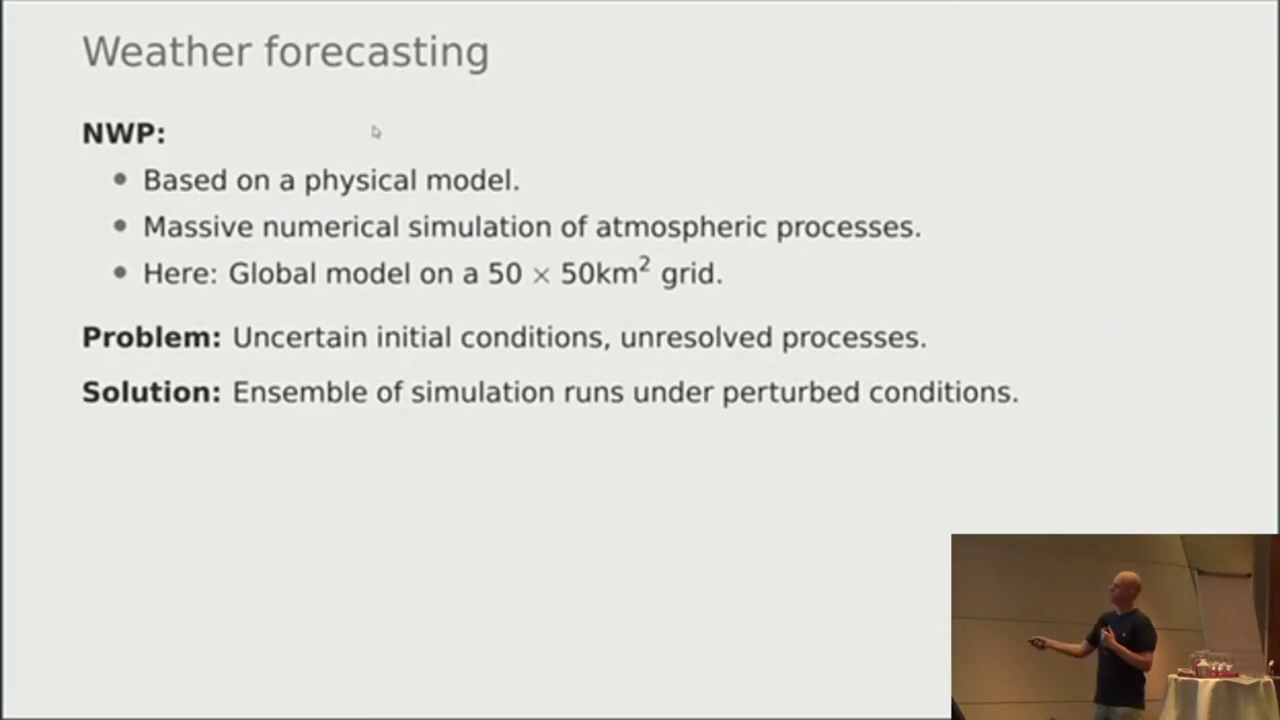 Weather forecasting
NWP:
• Based on a physical model.
• Massive numerical simulation of atmospheric processes.
• Here: Global model on a 50 × 50km² grid.
Problem: Uncertain initial conditions, unresolved processes.
Solution: Ensemble of simulation runs under perturbed conditions.